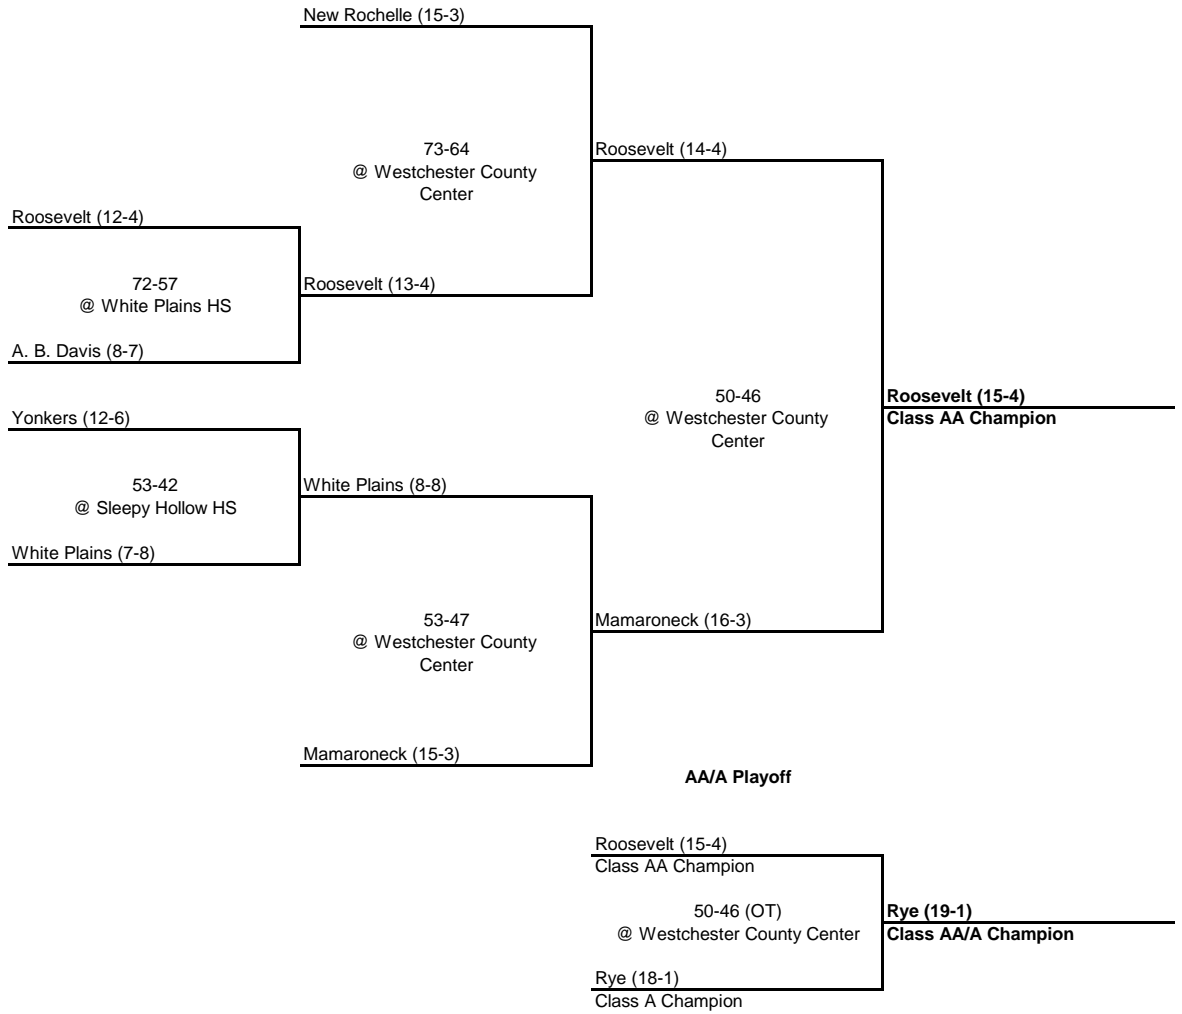 New Rochelle (15-3)
73-64
@ Westchester County
Center
Roosevelt (14-4)
Roosevelt (12-4)
72-57
@ White Plains HS
Roosevelt (13-4)
A. B. Davis (8-7)
50-46
@ Westchester County
Center
Roosevelt (15-4)
Class AA Champion
Yonkers (12-6)
53-42
@ Sleepy Hollow HS
White Plains (8-8)
White Plains (7-8)
53-47
@ Westchester County
Center
Mamaroneck (16-3)
Mamaroneck (15-3)
AA/A Playoff
Roosevelt (15-4)
Class AA Champion
50-46 (OT)
@ Westchester County Center
Rye (19-1)
Class AA/A Champion
Rye (18-1)
Class A Champion